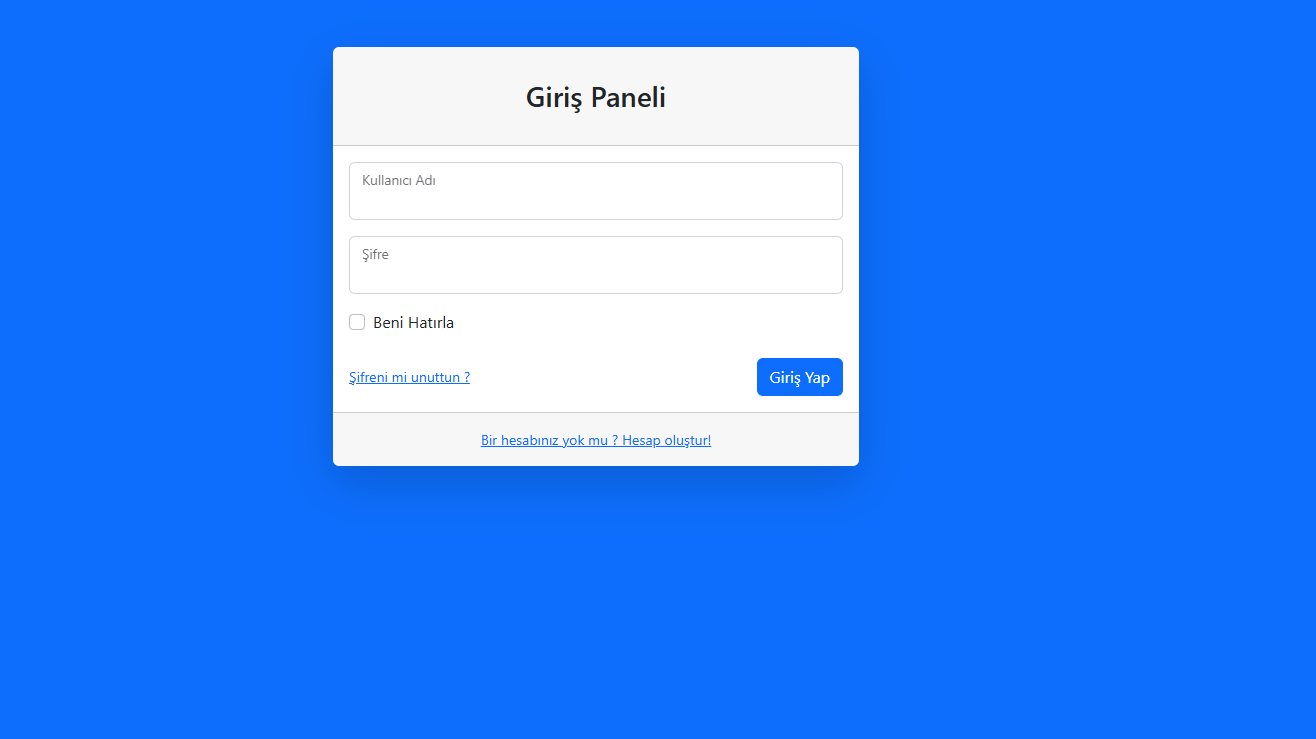 Giriş Paneli
Kullanıcı Adı
Şifre
Beni Hatırla
Şifreni mi unuttun ?
Giriş Yap
Bir hesabınız yok mu ? Hesap oluştur!